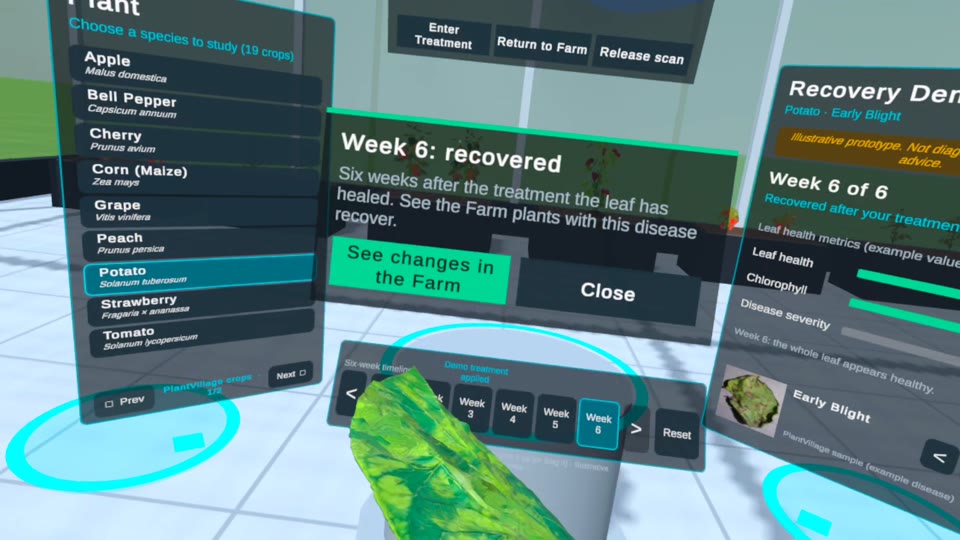 Plant
Choose a species to study (19 crops)
Apple
Malus domestica
Bell Pepper
Capsicum annuum
Cherry
Prunus avium
Corn (Maize)
Zea mays
Grape
Vitis vinifera
Peach
Prunus persica
Potato
Solanum tuberosum
Strawberry
Fragaria × ananassa
Tomato
Solanum lycopersicum
Prev
PlantVillage crops
1/2
Next
Enter
Treatment
Return to Farm
Release scan
Week 6: recovered
Six weeks after the treatment the leaf has
healed. See the Farm plants with this disease
recover.
See changes in
the Farm
Close
Six-week timeline
Demo treatment
applied
<
Week
3
Week
4
Week
5
Week
6
>
Reset
Recovery
Potato · Early Blight
Illustrative prototype. Not
advice.
Week 6 of 6
Recovered after your
Leaf health metrics (example
Leaf health
Chlorophyll
Disease severity
Week 6: the whole leaf appears healthy.
Early Blight
PlantVillage sample (example disease)
<